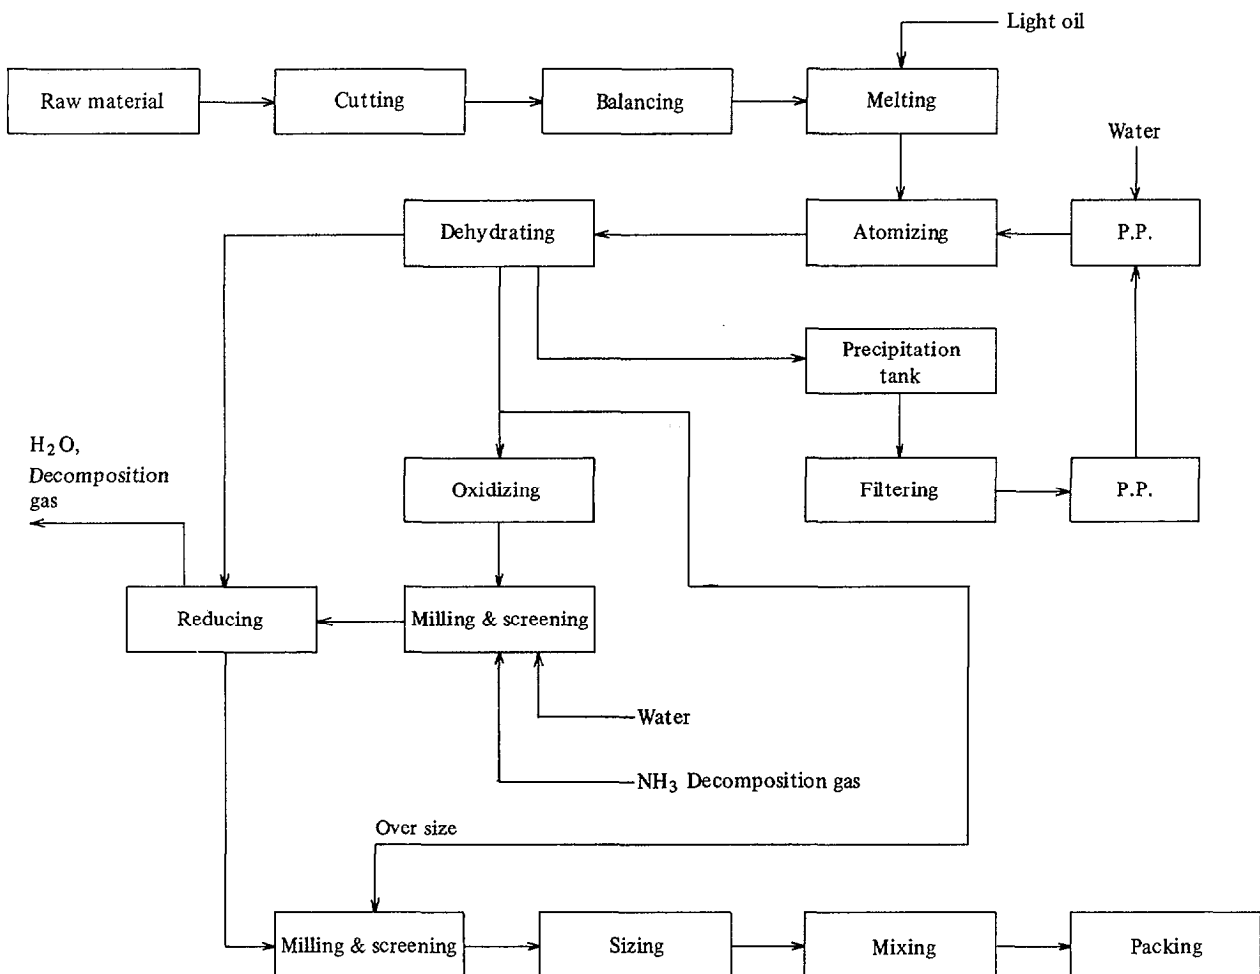 Light oil
Raw material
Cutting
Balancing
Melting
Water
Dehydrating
Atomizing
P.P.
Precipitation
tank
H₂O,
Decomposition
gas
Oxidizing
Filtering
P.P.
Reducing
Milling & screening
Water
NH₃ Decomposition gas
Over size
Milling & screening
Sizing
Mixing
Packing